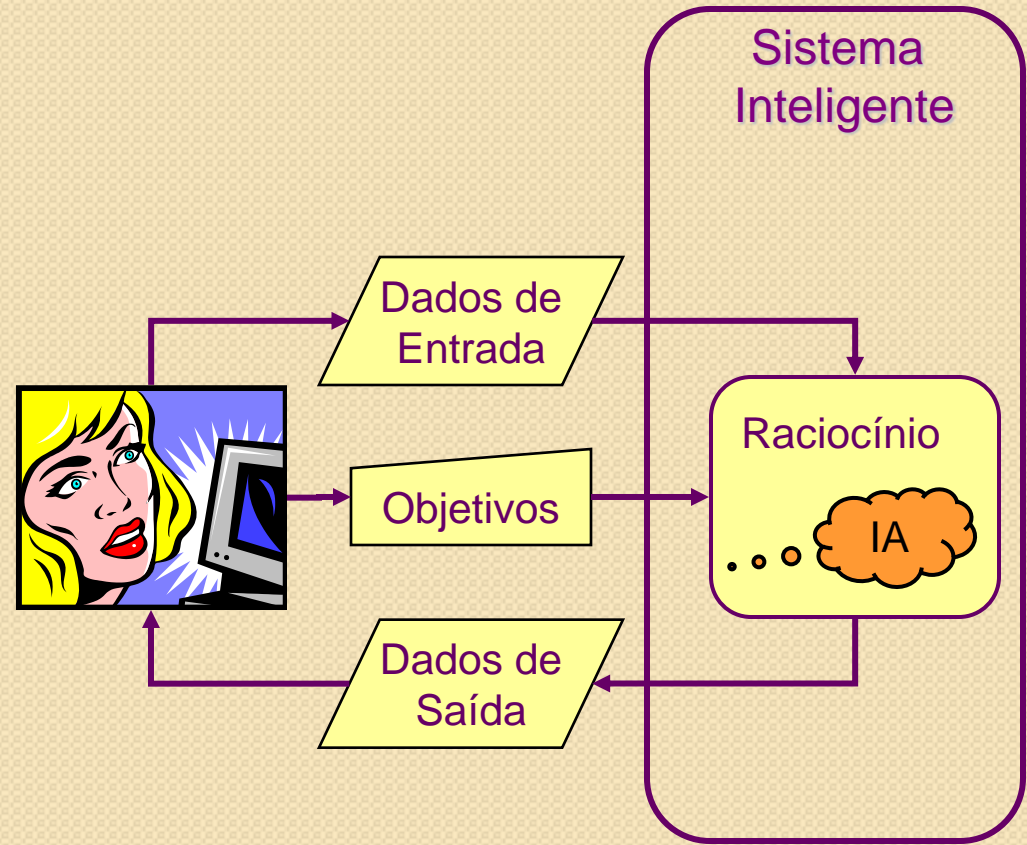 Sistema
Inteligente
Dados de
Entrada
Raciocínio
IA
Objetivos
Dados de
Saída